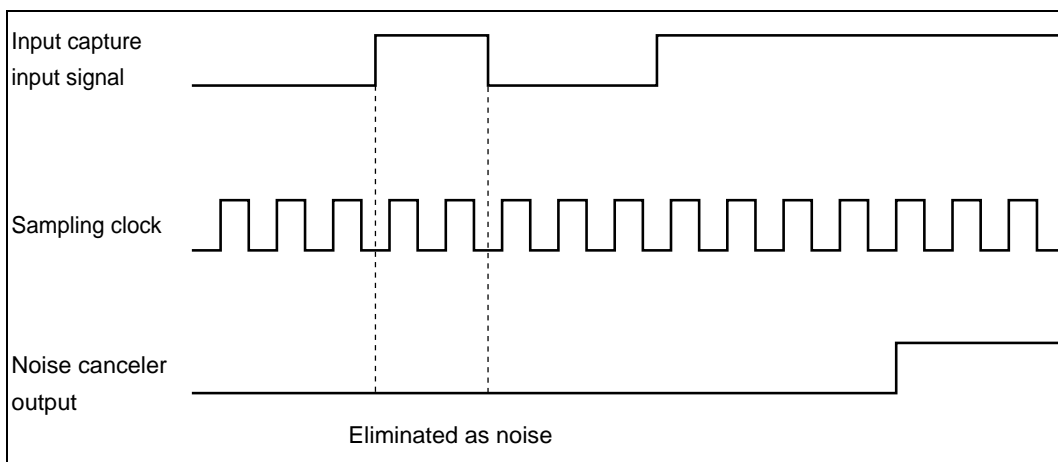 Input capture
input signal
Sampling clock
Noise canceler
output
Eliminated as noise